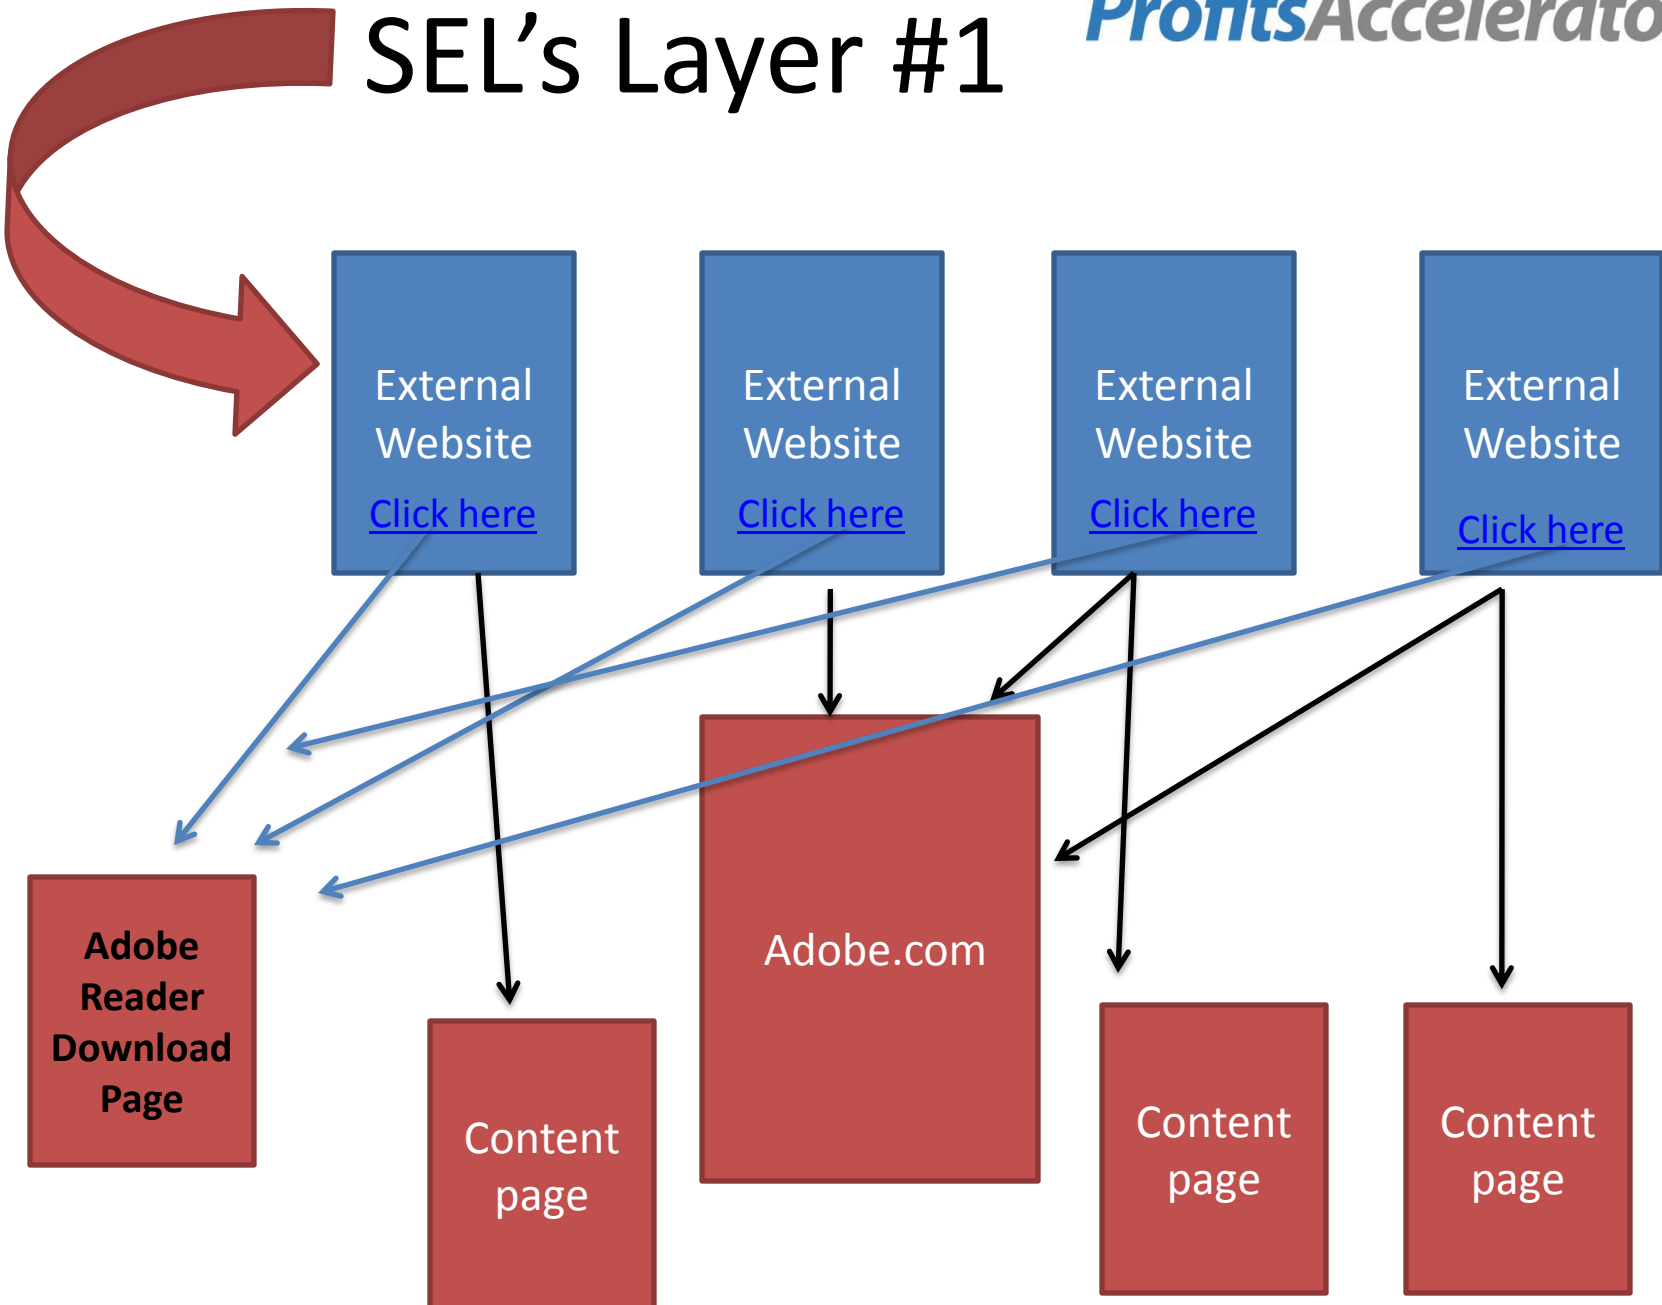 SEL’s Layer #1
ProfitsAccelerato
External
Website
Click here
External
Website
Click here
External
Website
Click here
External
Website
Click here
Adobe
Reader
Download
Page
Content
page
Adobe.com
Content
page
Content
page